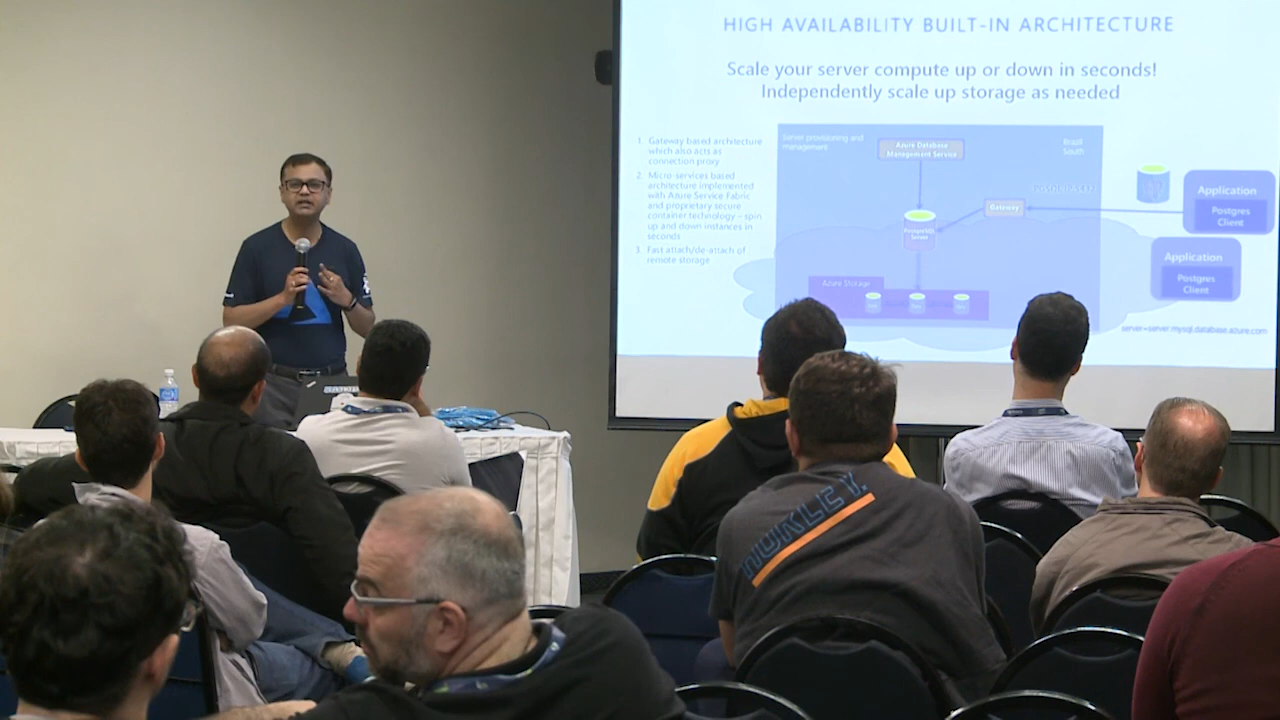 HIGH AVAILABILITY BUILT-IN ARCHITECTURE
Scale your server compute up or down in seconds!
Independently scale up storage as needed
1. Gateway based architecture
which also acts as
connection proxy
2. Micro-services based
architecture implemented
with Azure Service Fabric
and proprietary secure
container technology – spin
up and down instances in
seconds
3. Fast attach/de-attach of
remote storage
Server provisioning and
management
Azure Database
Management Service
Brazil
South
Gateway
PostgreSQL
Server
Azure Storage
Application
Postgres
Client
Application
Postgres
Client
server=server.mysql.database.azure.com
HURLEY.